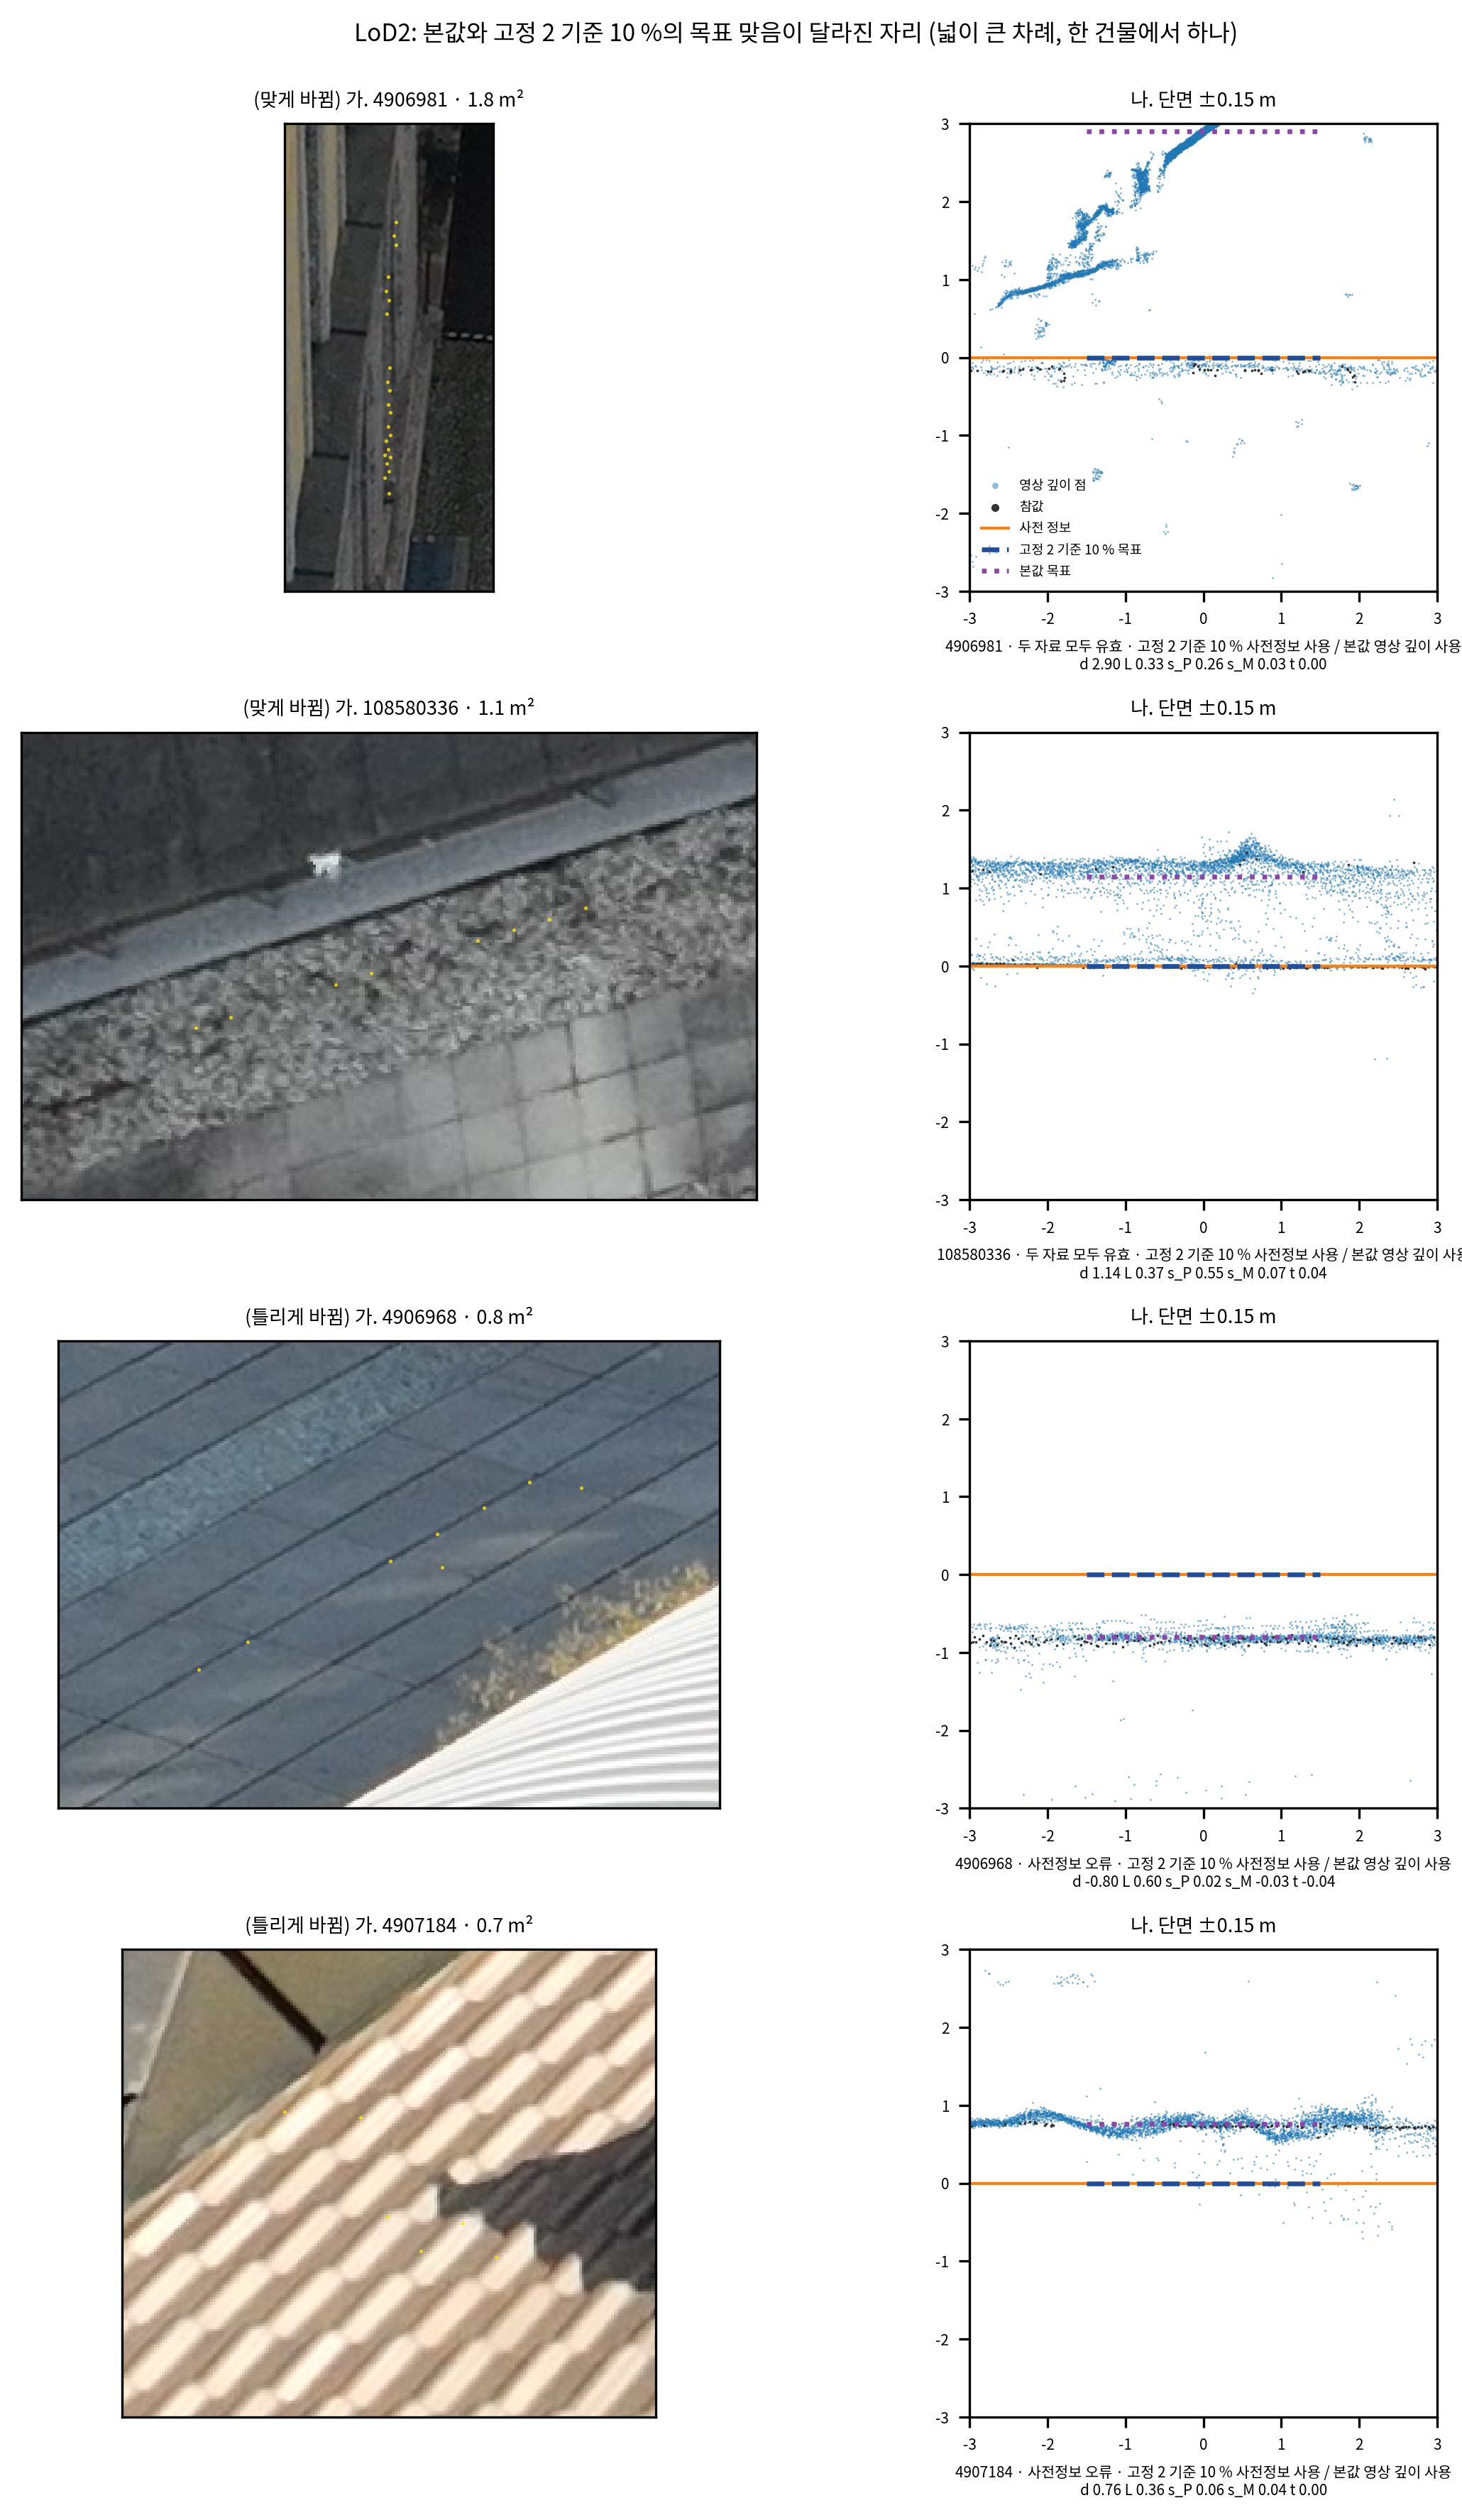 LoD2: 본값와 고정 2 기준 10 %의 목표 맞음이 달라진 자리 (넓이 큰 차례, 한 건물에서 하나)
(맞게 바뀜) 가. 4906981 · 1.8 m²
나. 단면 ±0.15 m
3
2
1
0
-1
-2
-3
영상 깊이 점
참값
사전 정보
고정 2 기준 10 % 목표
본값 목표
-3 -2 -1 0 1 2 3
4906981 · 두 자료 모두 유효 · 고정 2 기준 10 % 사전정보 사용 / 본값 영상 깊이 사용
d 2.90 L 0.33 s_P 0.26 s_M 0.03 t 0.00
(맞게 바뀜) 가. 108580336 · 1.1 m²
나. 단면 ±0.15 m
3
2
1
0
-1
-2
-3
-3 -2 -1 0 1 2 3
108580336 · 두 자료 모두 유효 · 고정 2 기준 10 % 사전정보 사용 / 본값 영상 깊이 사용
d 1.14 L 0.37 s_P 0.55 s_M 0.07 t 0.04
(틀리게 바뀜) 가. 4906968 · 0.8 m²
나. 단면 ±0.15 m
3
2
1
0
-1
-2
-3
-3 -2 -1 0 1 2 3
4906968 · 사전정보 오류 · 고정 2 기준 10 % 사전정보 사용 / 본값 영상 깊이 사용
d -0.80 L 0.60 s_P 0.02 s_M -0.03 t -0.04
(틀리게 바뀜) 가. 4907184 · 0.7 m²
나. 단면 ±0.15 m
3
2
1
0
-1
-2
-3
-3 -2 -1 0 1 2 3
4907184 · 사전정보 오류 · 고정 2 기준 10 % 사전정보 사용 / 본값 영상 깊이 사용
d 0.76 L 0.36 s_P 0.06 s_M 0.04 t 0.00